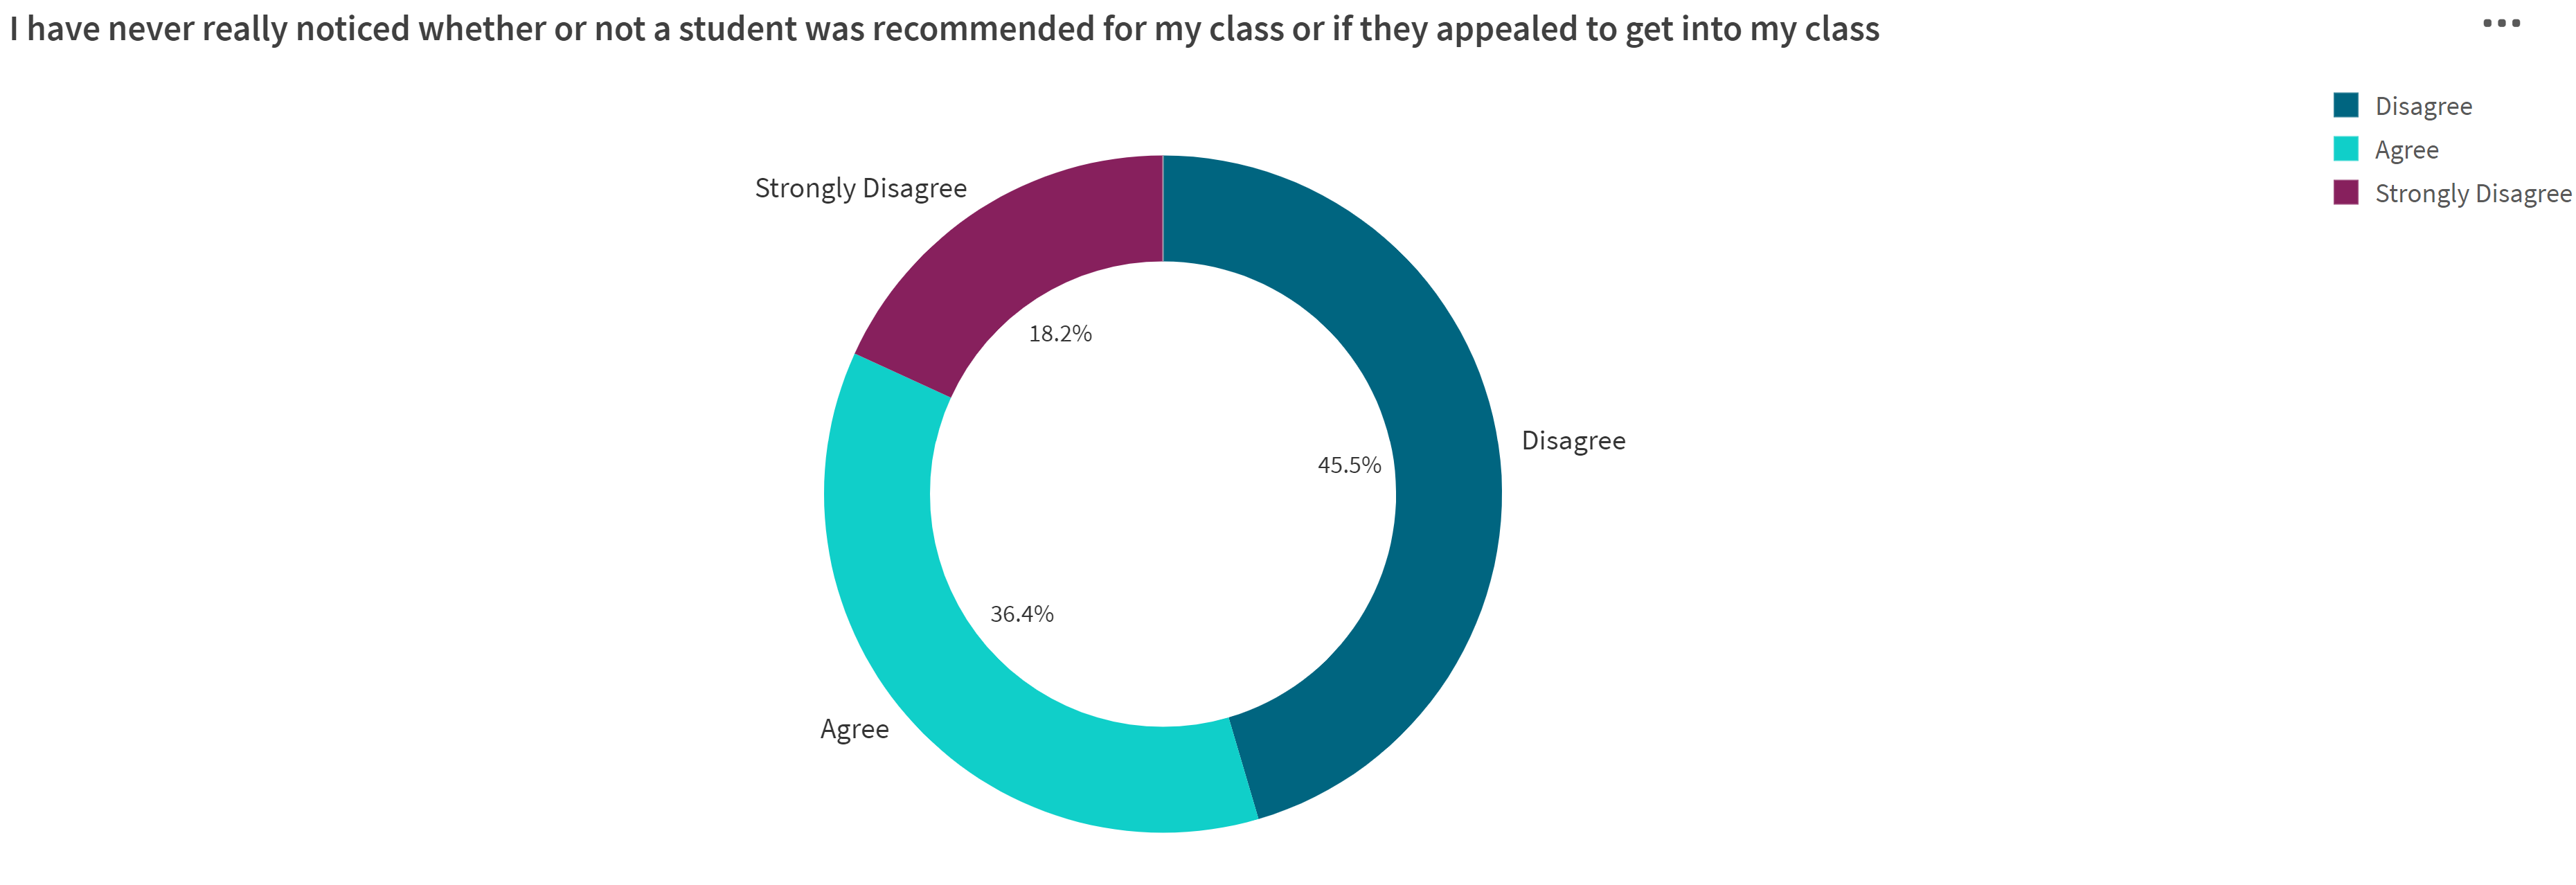 I have never really noticed whether or not a student was recommended for my class or if they appealed to get into my class
Disagree
Agree
Strongly Disagree
Strongly Disagree
18.2%
Disagree
45.5%
36.4%
Agree